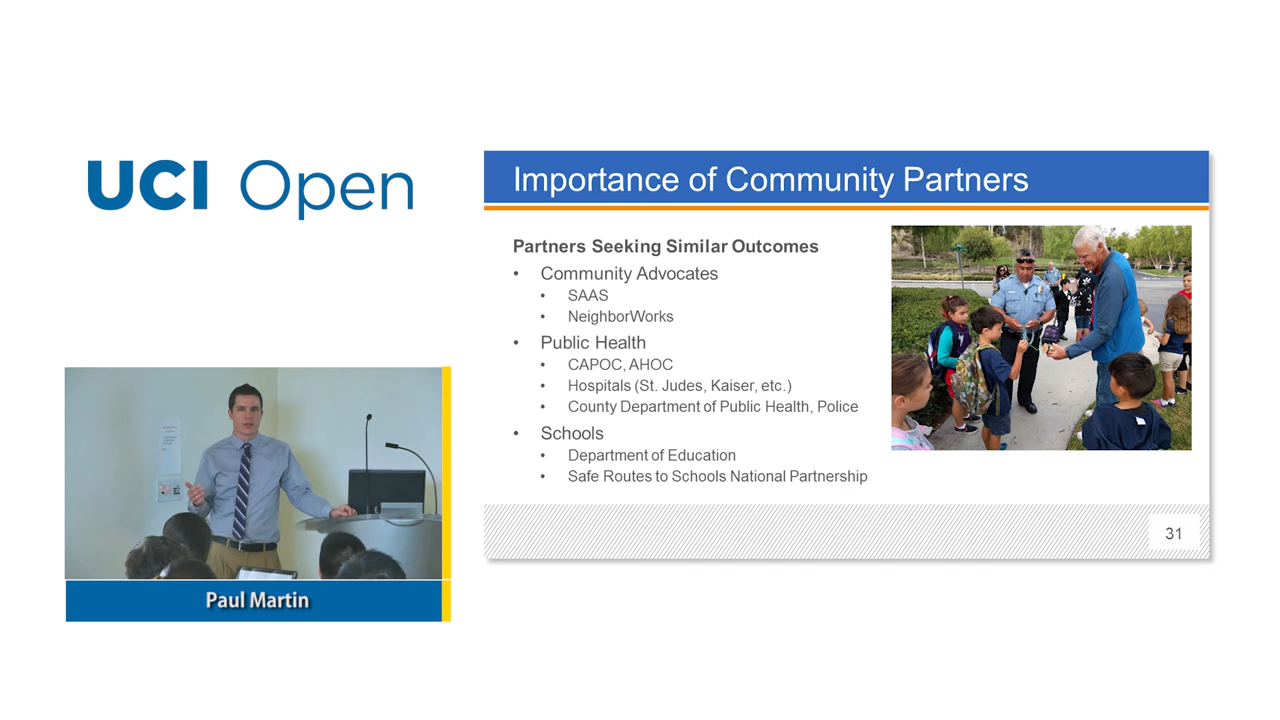 UCI Open
Importance of Community Partners
Partners Seeking Similar Outcomes
• Community Advocates
• SAAS
• NeighborWorks
• Public Health
• CAPOC, AHOC
• Hospitals (St. Judes, Kaiser, etc.)
• County Department of Public Health, Police
• Schools
• Department of Education
• Safe Routes to Schools National Partnership
31
Paul Martin